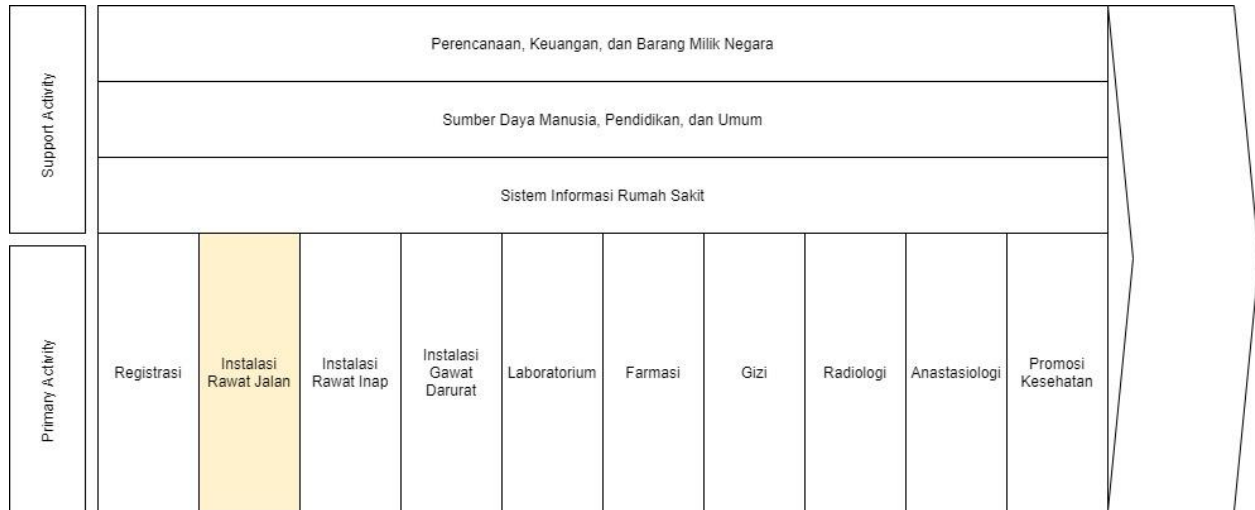 Support Activity
Perencanaan, Keuangan, dan Barang Milik Negara
Sumber Daya Manusia, Pendidikan, dan Umum
Sistem Informasi Rumah Sakit
Primary Activity
Registrasi
Instalasi
Rawat Jalan
Instalasi
Rawat Inap
Instalasi
Gawat
Darurat
Laboratorium
Farmasi
Gizi
Radiologi
Anastasiologi
Promosi
Kesehatan